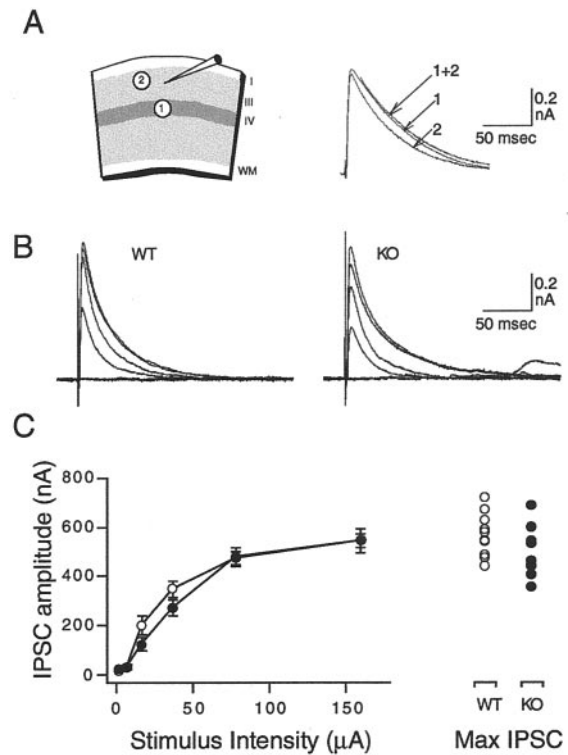 A
2
1
I
III
IV
WM
1+2
1
2
0.2
nA
50 msec
B
WT
KO
0.2
nA
50 msec
C
IPSC amplitude (nA)
800
600
400
200
0
0 50 100 150
Stimulus Intensity (μA)
WT KO
Max IPSC